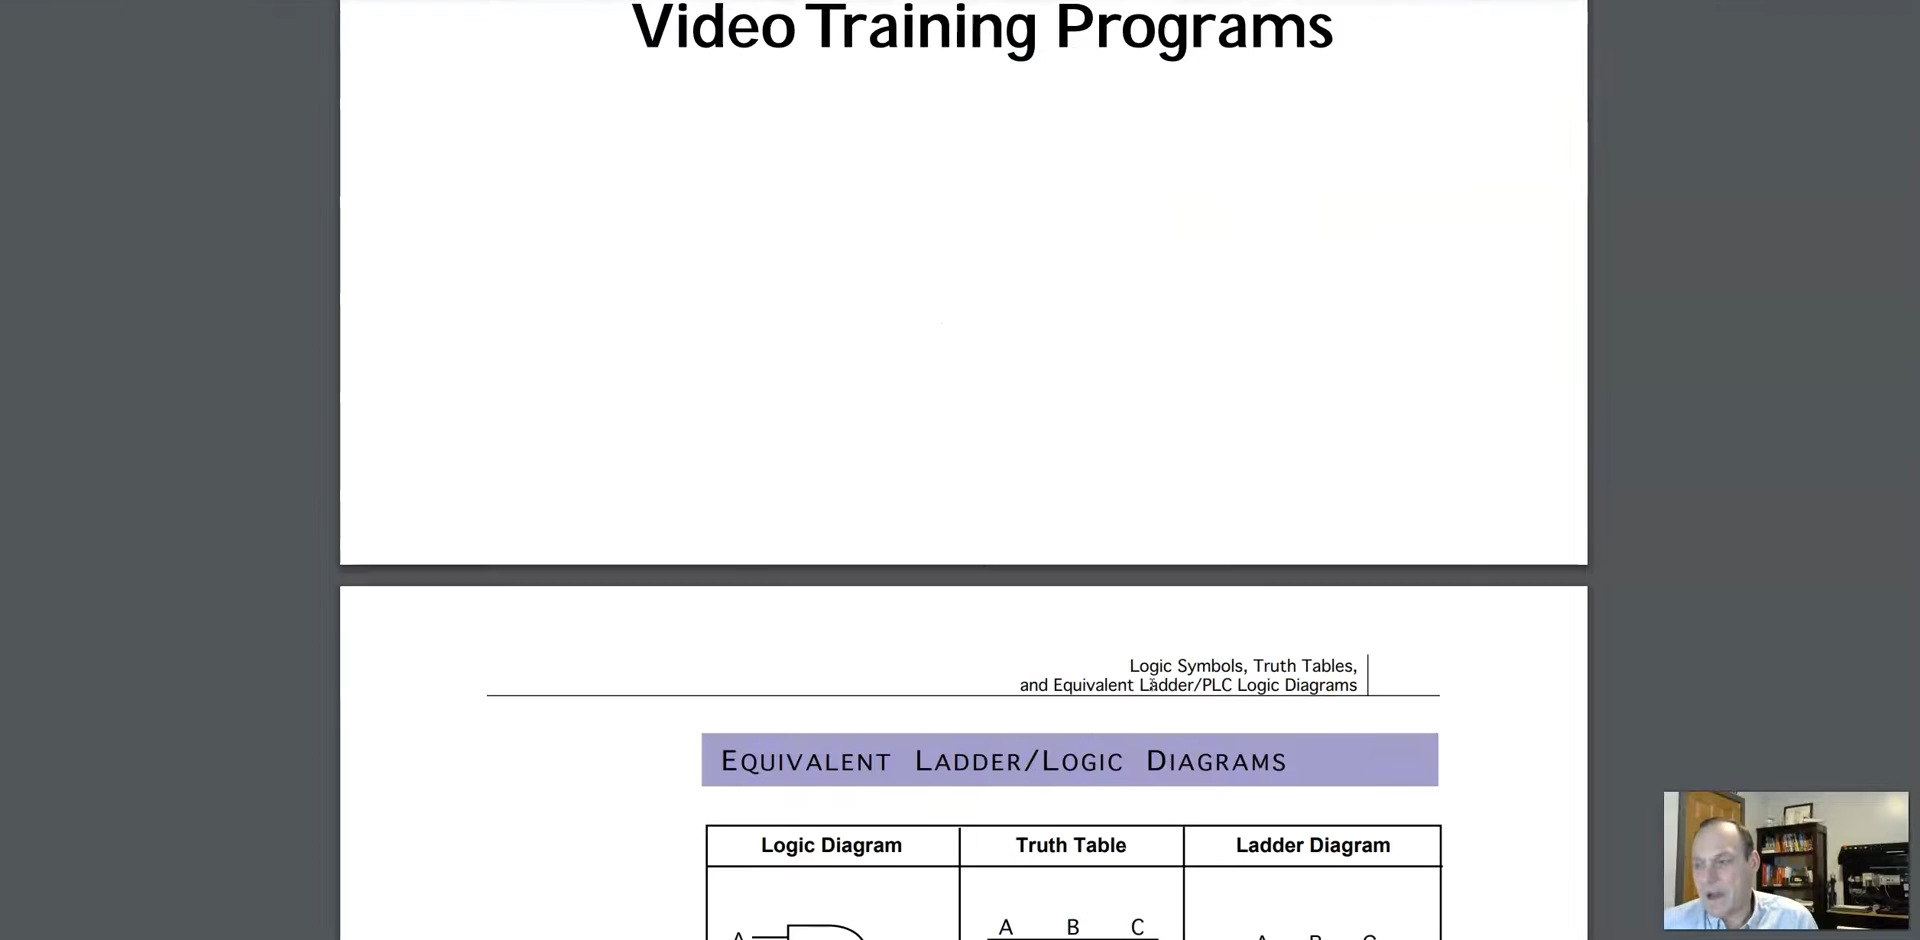 Video Training Programs
Logic Symbols, Truth Tables,
and Equivalent Ladder/PLC Logic Diagrams
EQUIVALENT LADDER/LOGIC DIAGRAMS
Logic Diagram Truth Table Ladder Diagram
A B C
A A B C